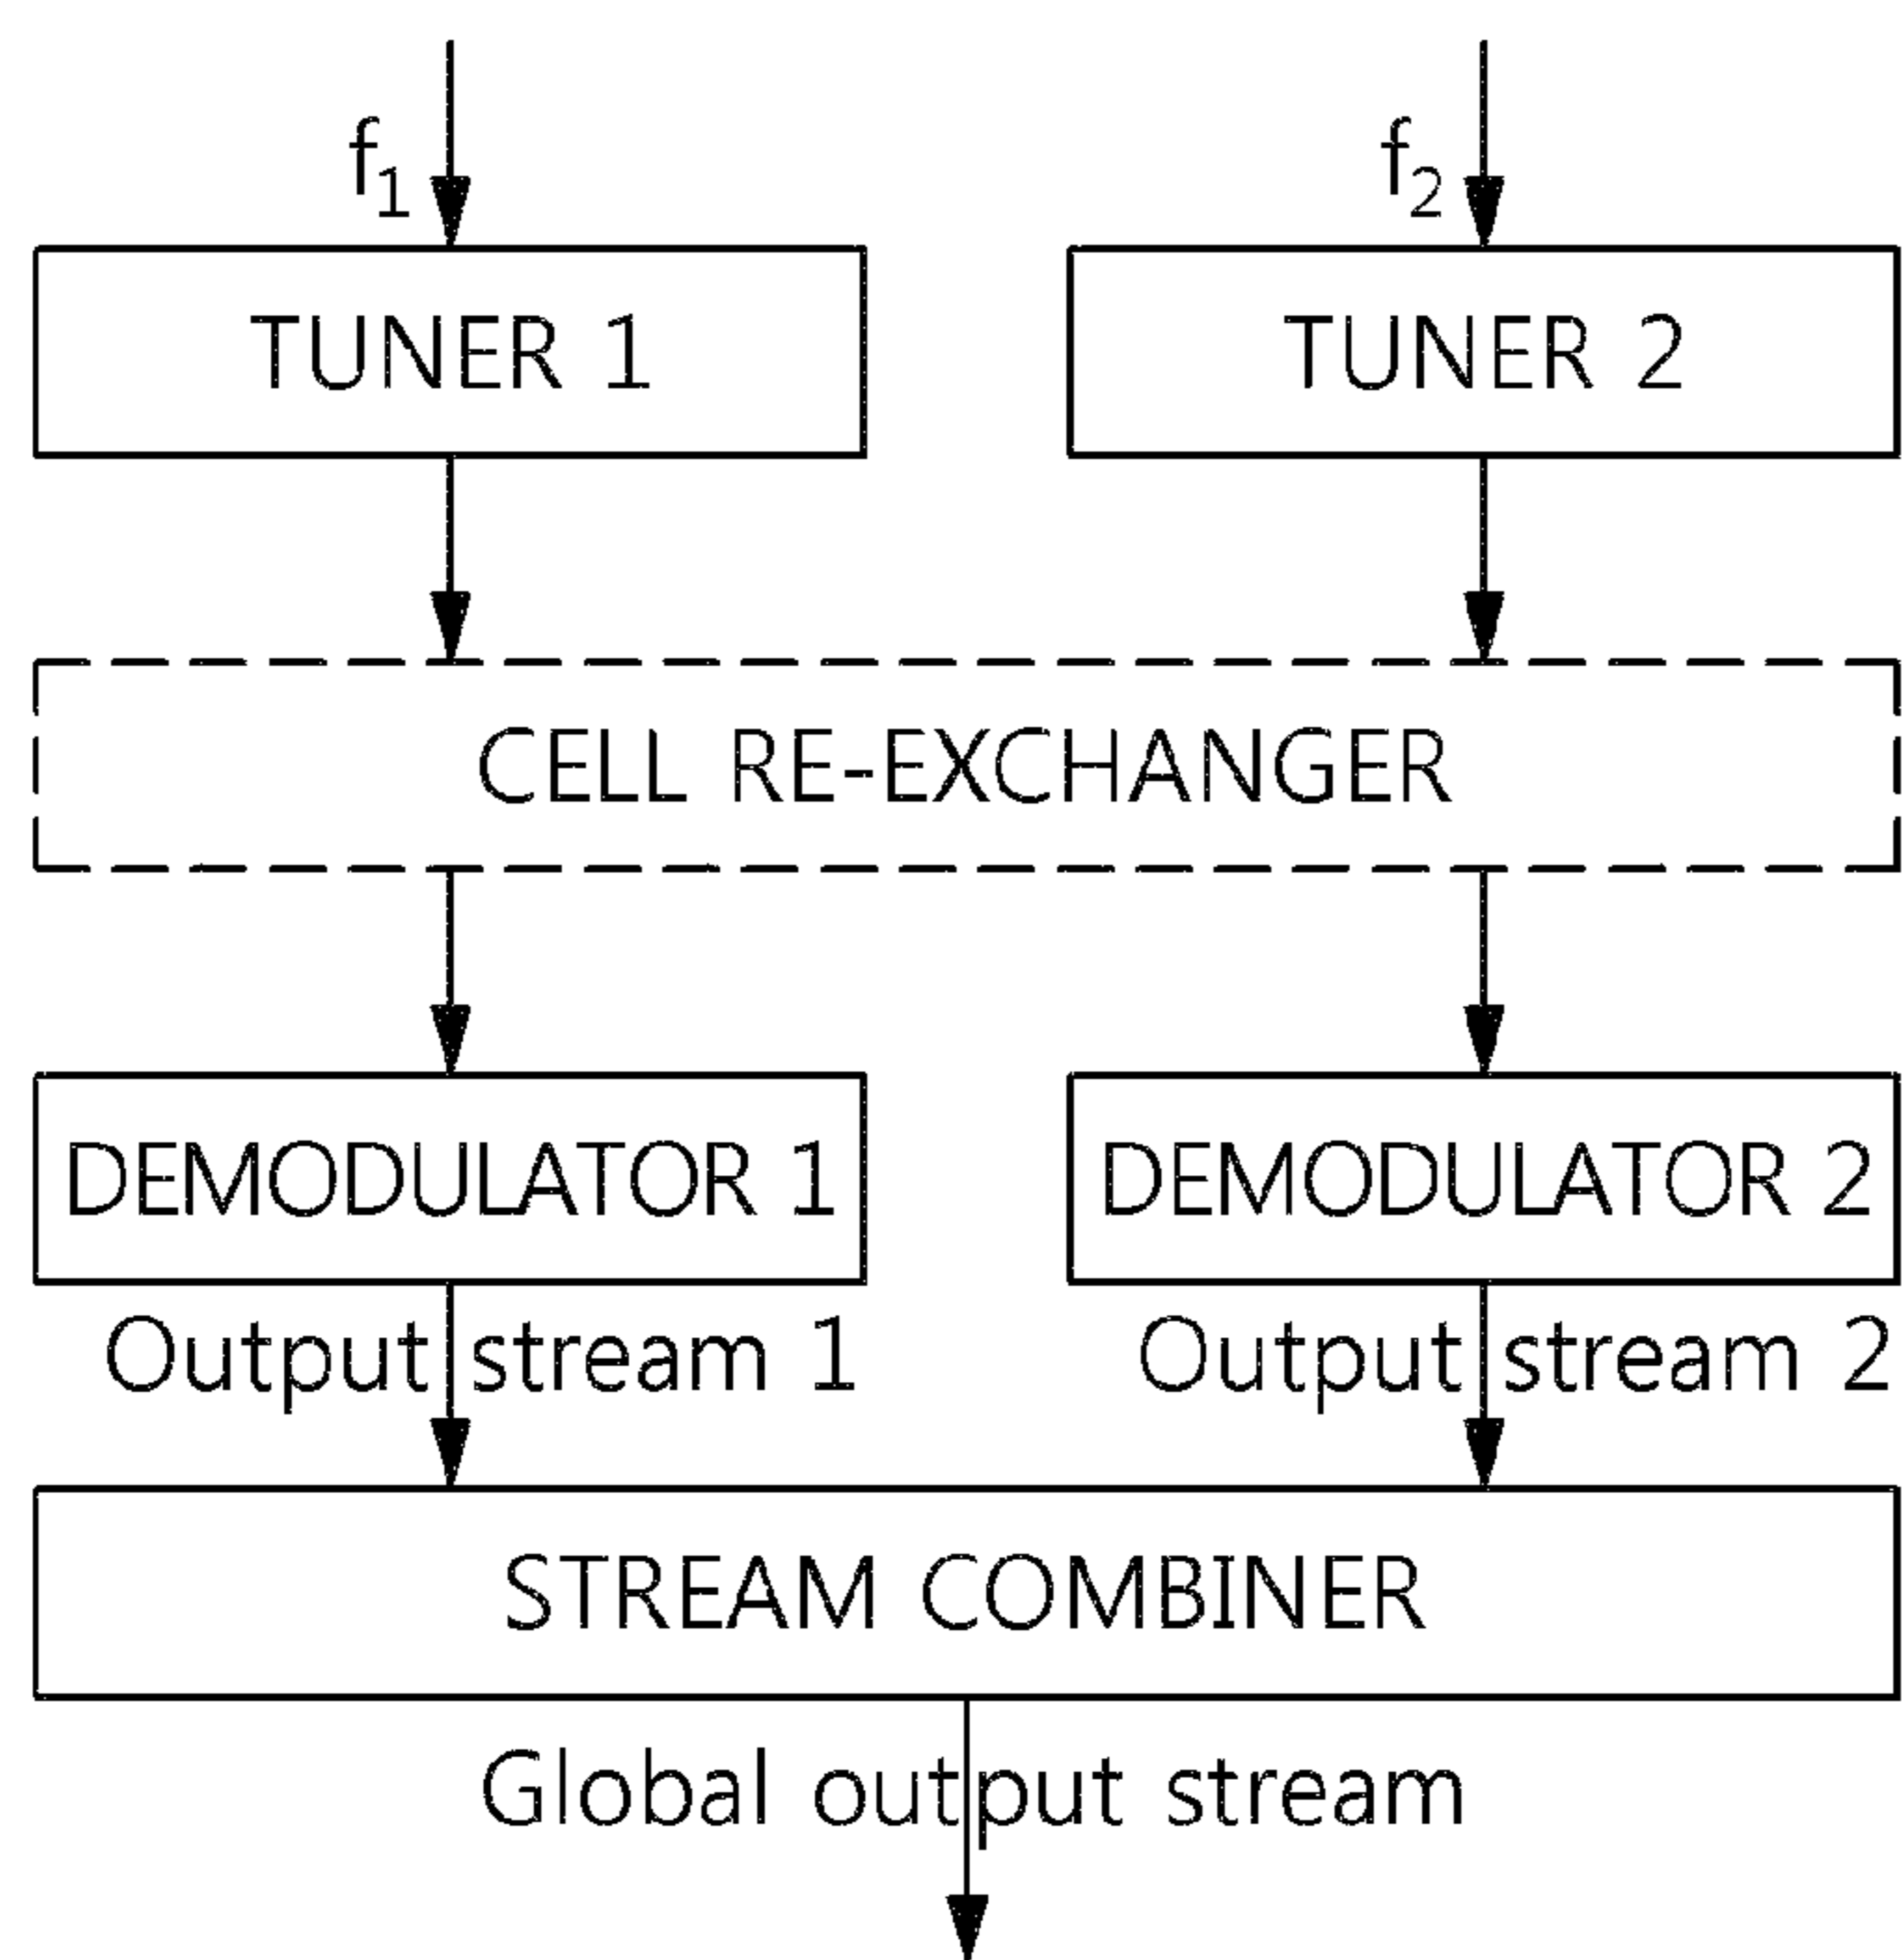 f1
f2
TUNER 1
TUNER 2
CELL RE-EXCHANGER
DEMODULATOR 1
DEMODULATOR 2
Output stream 1
Output stream 2
STREAM COMBINER
Global output stream